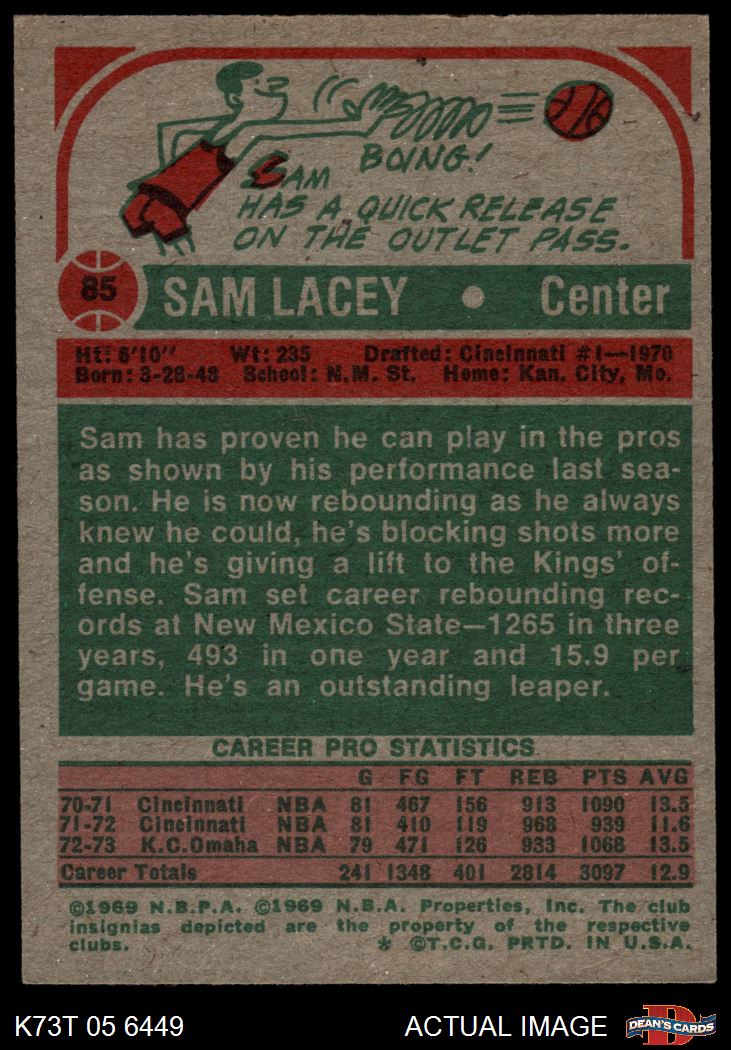 BOING!
SAM
HAS A QUICK RELEASE
ON THE OUTLET PASS.
85 SAM LACEY • Center
Ht: 6'10" Wt: 235 Drafted: Cincinnati #1—1970
Born: 3-28-48 School: N.M. St. Home: Kan. City, Mo.
Sam has proven he can play in the pros
as shown by his performance last sea-
son. He is now rebounding as he always
knew he could, he's blocking shots more
and he's giving a lift to the Kings' of-
fense. Sam set career rebounding rec-
ords at New Mexico State—1265 in three
years, 493 in one year and 15.9 per
game. He's an outstanding leaper.
CAREER PRO STATISTICS
G FG FT REB PTS AVG
70-71 Cincinnati NBA 81 467 156 913 1090 13.5
71-72 Cincinnati NBA 81 410 119 968 939 11.6
72-73 K.C. Omaha NBA 79 471 126 933 1068 13.5
Career Totals 241 1348 401 2814 3097 12.9
©1969 N.B.P.A. ©1969 N.B.A. Properties, Inc. The club
insignias depicted are the property of the respective
clubs. * ©T.C.G. PRTD. IN U.S.A.
K73T 05 6449 ACTUAL IMAGE D DEAN'S CARDS